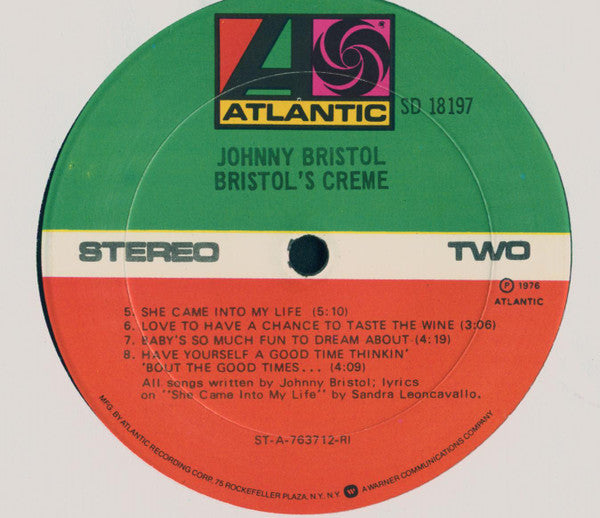 ATLANTIC
SD 18197
JOHNNY BRISTOL
BRISTOL'S CREME
STEREO
TWO
℗ 1976
ATLANTIC
5. SHE CAME INTO MY LIFE (5:10)
6. LOVE TO HAVE A CHANCE TO TASTE THE WINE (3:06)
7. BABY'S SO MUCH FUN TO DREAM ABOUT (4:19)
8. HAVE YOURSELF A GOOD TIME THINKIN'
'BOUT THE GOOD TIMES... (4:09)
All songs written by Johnny Bristol; lyrics
on "She Came Into My Life" by Sandra Leoncavallo.
ST-A-763712-RI
MFG. BY ATLANTIC RECORDING CORP., 75 ROCKEFELLER PLAZA, N.Y. N.Y. A WARNER COMMUNICATIONS COMPANY